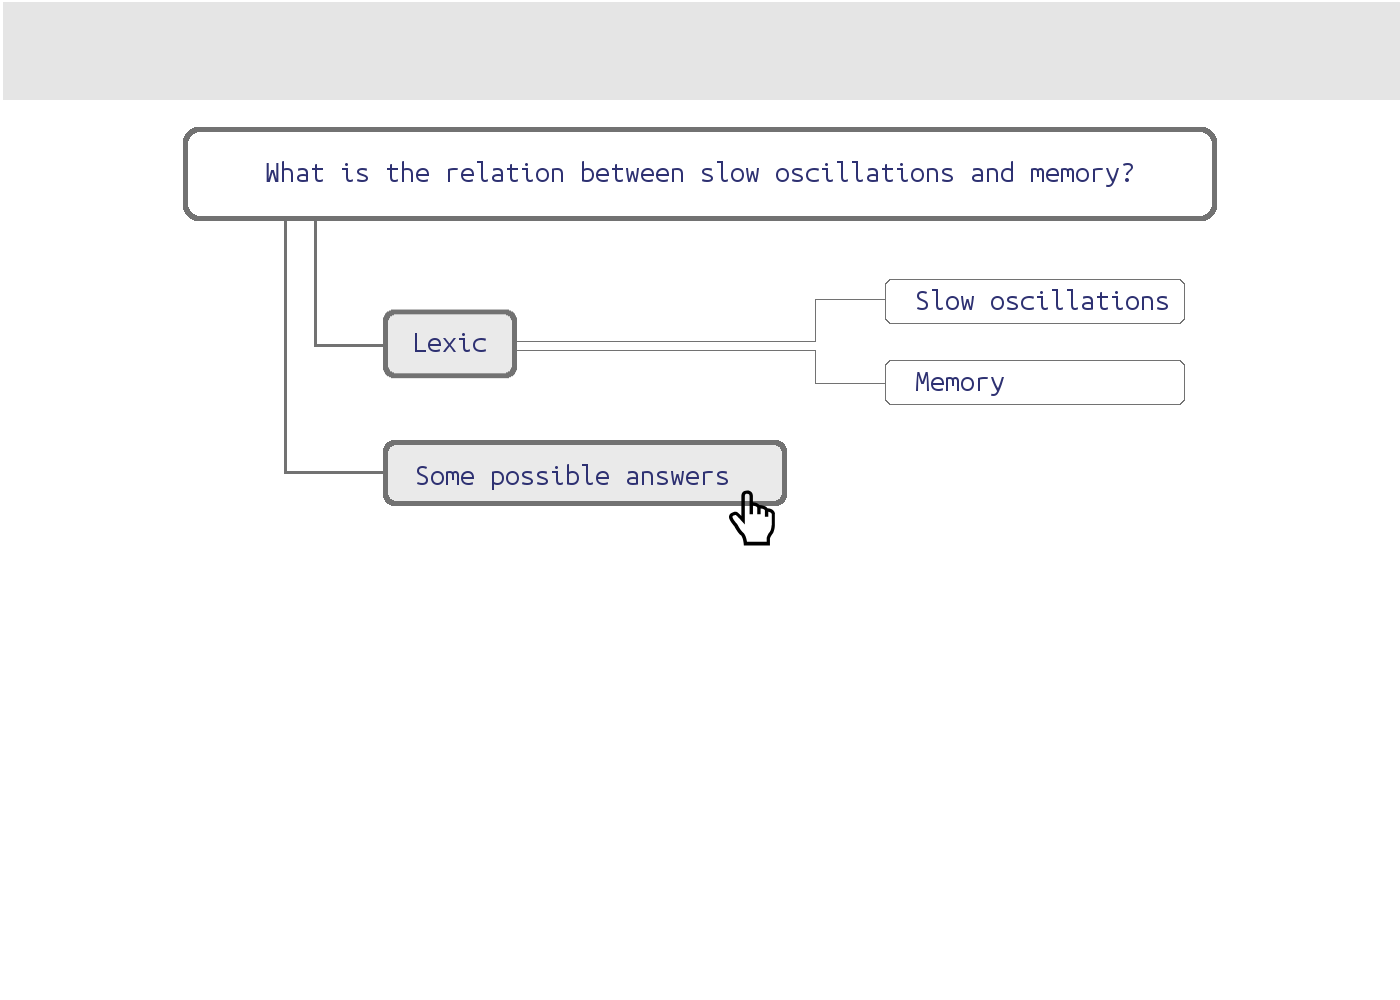 What is the relation between slow oscillations and memory?
Slow oscillations
Lexic
Memory
Some possible answers